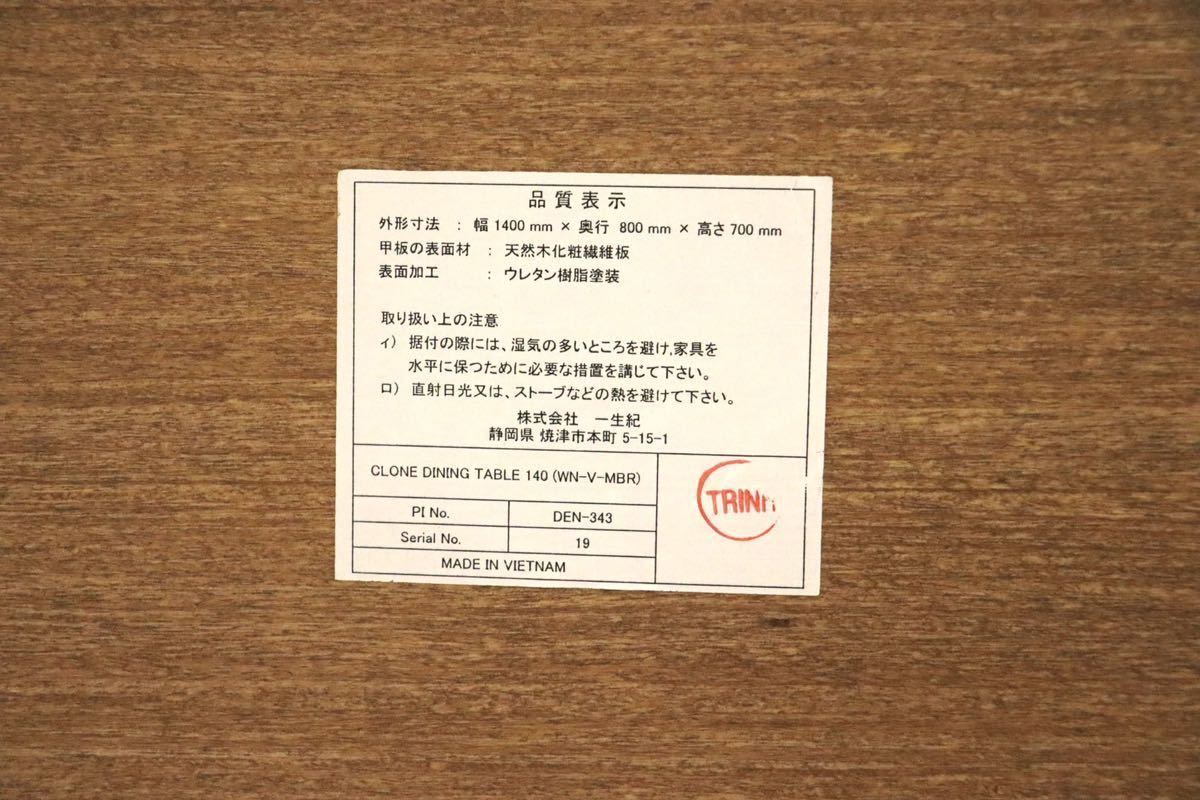 品質表示
外形寸法 : 幅 1400 mm × 奥行 800 mm × 高さ 700 mm
甲板の表面材 : 天然木化粧繊維板
表面加工 : ウレタン樹脂塗装
取り扱い上の注意
ィ) 据付の際には、湿気の多いところを避け,家具を
水平に保つために必要な措置を講じて下さい。
ロ) 直射日光又は、ストーブなどの熱を避けて下さい。
株式会社 一生紀
静岡県 焼津市本町 5-15-1
CLONE DINING TABLE 140 (WN-V-MBR)
PI No. DEN-343
Serial No. 19
MADE IN VIETNAM